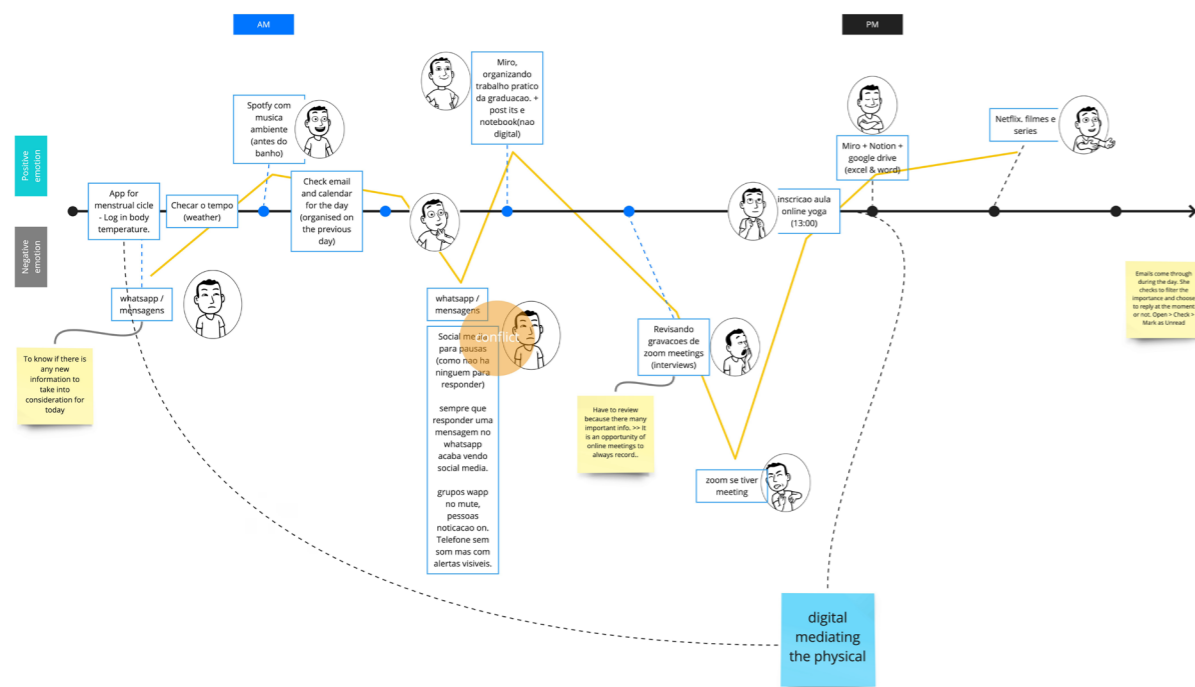 AM
PM
Positive
emotion
Negative
emotion
App for
menstrual cicle
- Log in body
temperature.
whatsapp /
mensagens
To know if there is
any new
information to
take into
consideration for
today
Checar o tempo
(weather)
Spotfy com
musica
ambiente
(antes do
banho)
Check email
and calendar
for the day
(organised on
the previous
day)
Miro,
organizando
trabalho pratico
da graduacao. +
post its e
notebook(nao
digital)
whatsapp /
mensagens
conflict
Social me
para pausas
(como nao ha
ninguem para
responder)
sempre que
responder uma
mensagem no
whatsapp
acaba vendo
social media.
grupos wapp
no mute,
pessoas
noticacao on.
Telefone sem
som mas com
alertas visiveis.
Revisando
gravacoes de
zoom meetings
(interviews)
Have to review
because there many
important info. >> It
is an opportunity of
online meetings to
always record..
zoom se tiver
meeting
inscricao aula
online yoga
(13:00)
Miro + Notion +
google drive
(excel & word)
Netflix. filmes e
series
Emails come through
during the day. She
checks to filter the
importance and choose
to reply at the moment
or not. Open > Check >
Mark as Unread
digital
mediating
the physical